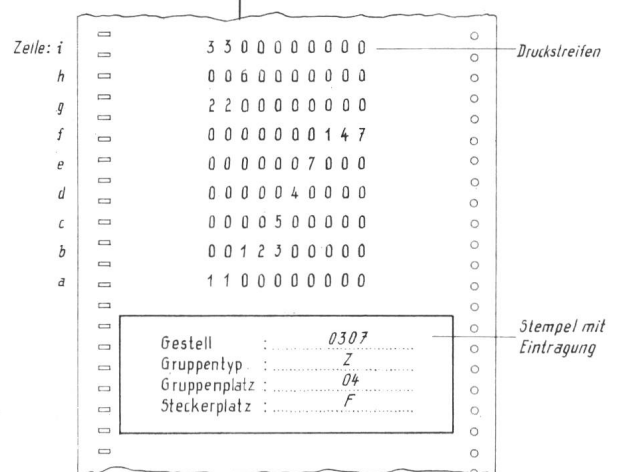 Zeile: i 3 3 0 0 0 0 0 0 0 0 Druckstreifen
h 0 0 6 0 0 0 0 0 0 0
g 2 2 0 0 0 0 0 0 0 0
f 0 0 0 0 0 0 0 1 4 7
e 0 0 0 0 0 0 7 0 0 0
d 0 0 0 0 0 4 0 0 0 0
c 0 0 0 0 5 0 0 0 0 0
b 0 0 1 2 3 0 0 0 0 0
a 1 1 0 0 0 0 0 0 0 0
Stempel mit
Eintragung
Gestell : 0307
Gruppentyp : Z
Gruppenplatz : 04
Steckerplatz : F